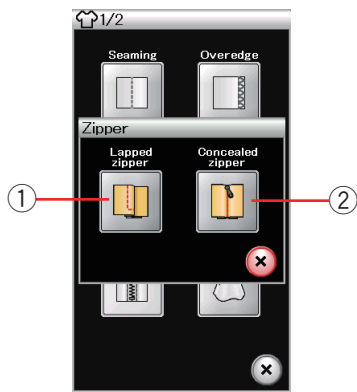 1/2
Seaming Overedge
Zipper
Lapped Concealed
zipper zipper
① ②